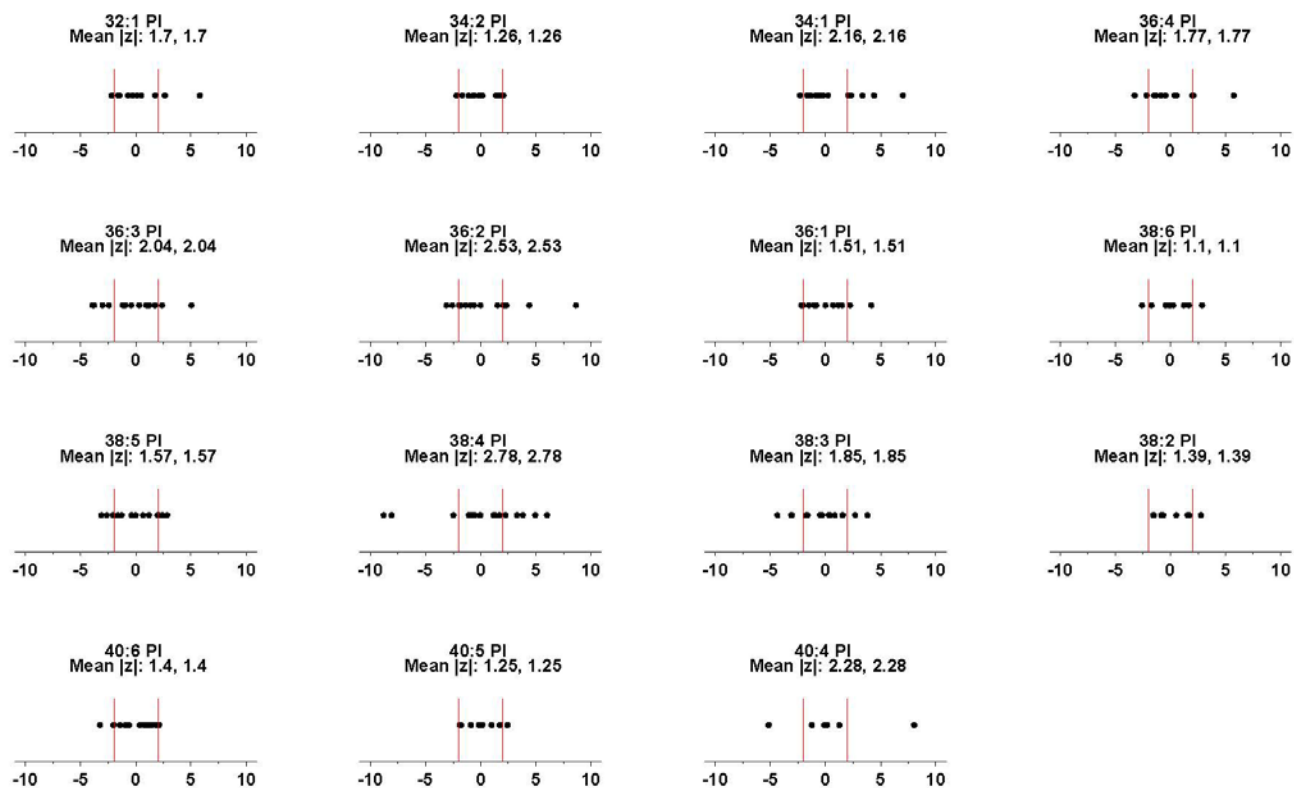 32:1 PI
Mean |z|: 1.7, 1.7
-10 -5 0 5 10
34:2 PI
Mean |z|: 1.26, 1.26
-10 -5 0 5 10
34:1 PI
Mean |z|: 2.16, 2.16
-10 -5 0 5 10
36:4 PI
Mean |z|: 1.77, 1.77
-10 -5 0 5 10
36:3 PI
Mean |z|: 2.04, 2.04
-10 -5 0 5 10
36:2 PI
Mean |z|: 2.53, 2.53
-10 -5 0 5 10
36:1 PI
Mean |z|: 1.51, 1.51
-10 -5 0 5 10
38:6 PI
Mean |z|: 1.1, 1.1
-10 -5 0 5 10
38:5 PI
Mean |z|: 1.57, 1.57
-10 -5 0 5 10
38:4 PI
Mean |z|: 2.78, 2.78
-10 -5 0 5 10
38:3 PI
Mean |z|: 1.85, 1.85
-10 -5 0 5 10
38:2 PI
Mean |z|: 1.39, 1.39
-10 -5 0 5 10
40:6 PI
Mean |z|: 1.4, 1.4
-10 -5 0 5 10
40:5 PI
Mean |z|: 1.25, 1.25
-10 -5 0 5 10
40:4 PI
Mean |z|: 2.28, 2.28
-10 -5 0 5 10